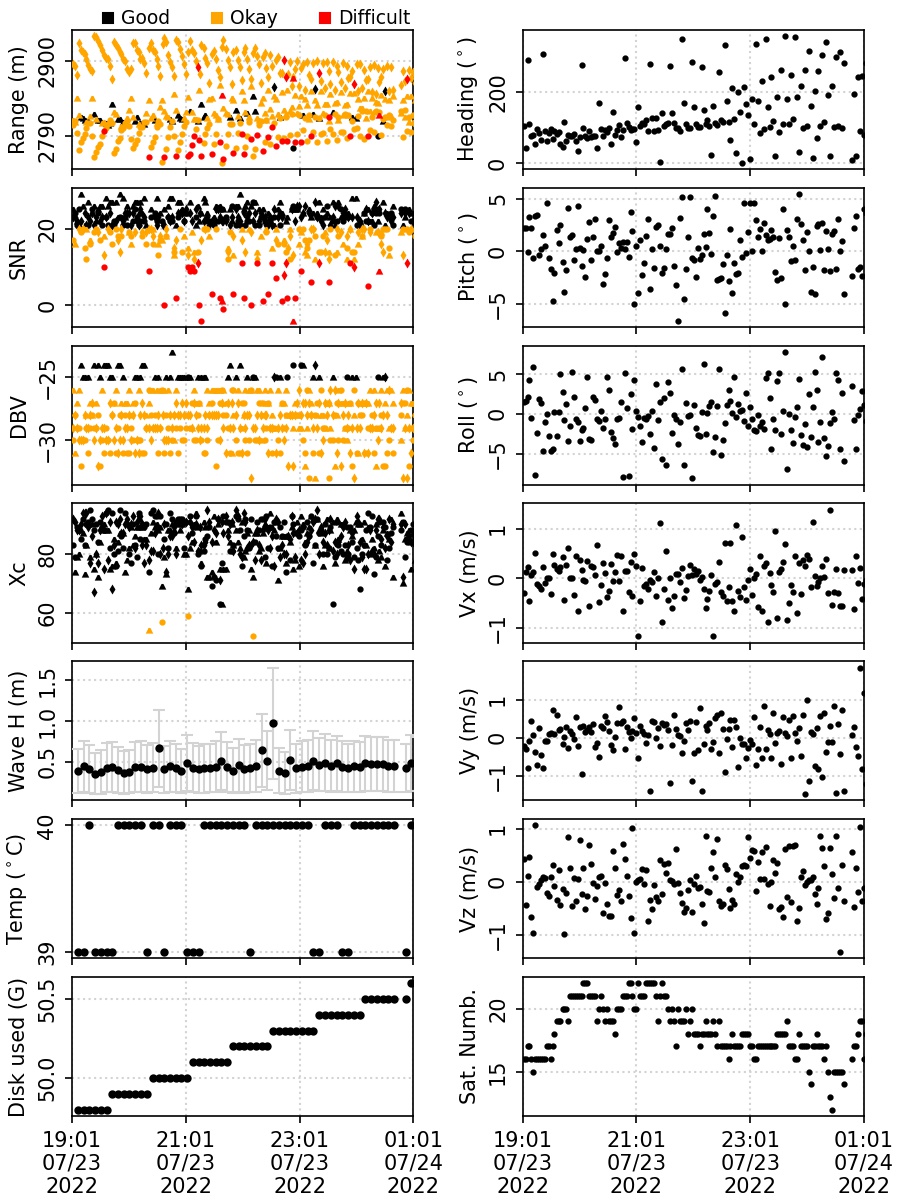 Good Okay Difficult
Range (m)
2900
2790
Heading (°)
200
0
SNR
20
0
Pitch (°)
5
0
−5
DBV
−25
−30
Roll (°)
5
0
−5
Xc
80
60
Vx (m/s)
1
0
−1
Wave H (m)
1.5
1.0
0.5
Vy (m/s)
1
0
−1
Temp (°C)
40
39
Vz (m/s)
1
0
−1
Disk used (G)
50.5
50.0
Sat. Numb.
20
15
19:01 21:01 23:01 01:01
07/23 07/23 07/23 07/24
2022 2022 2022 2022
19:01 21:01 23:01 01:01
07/23 07/23 07/23 07/24
2022 2022 2022 2022